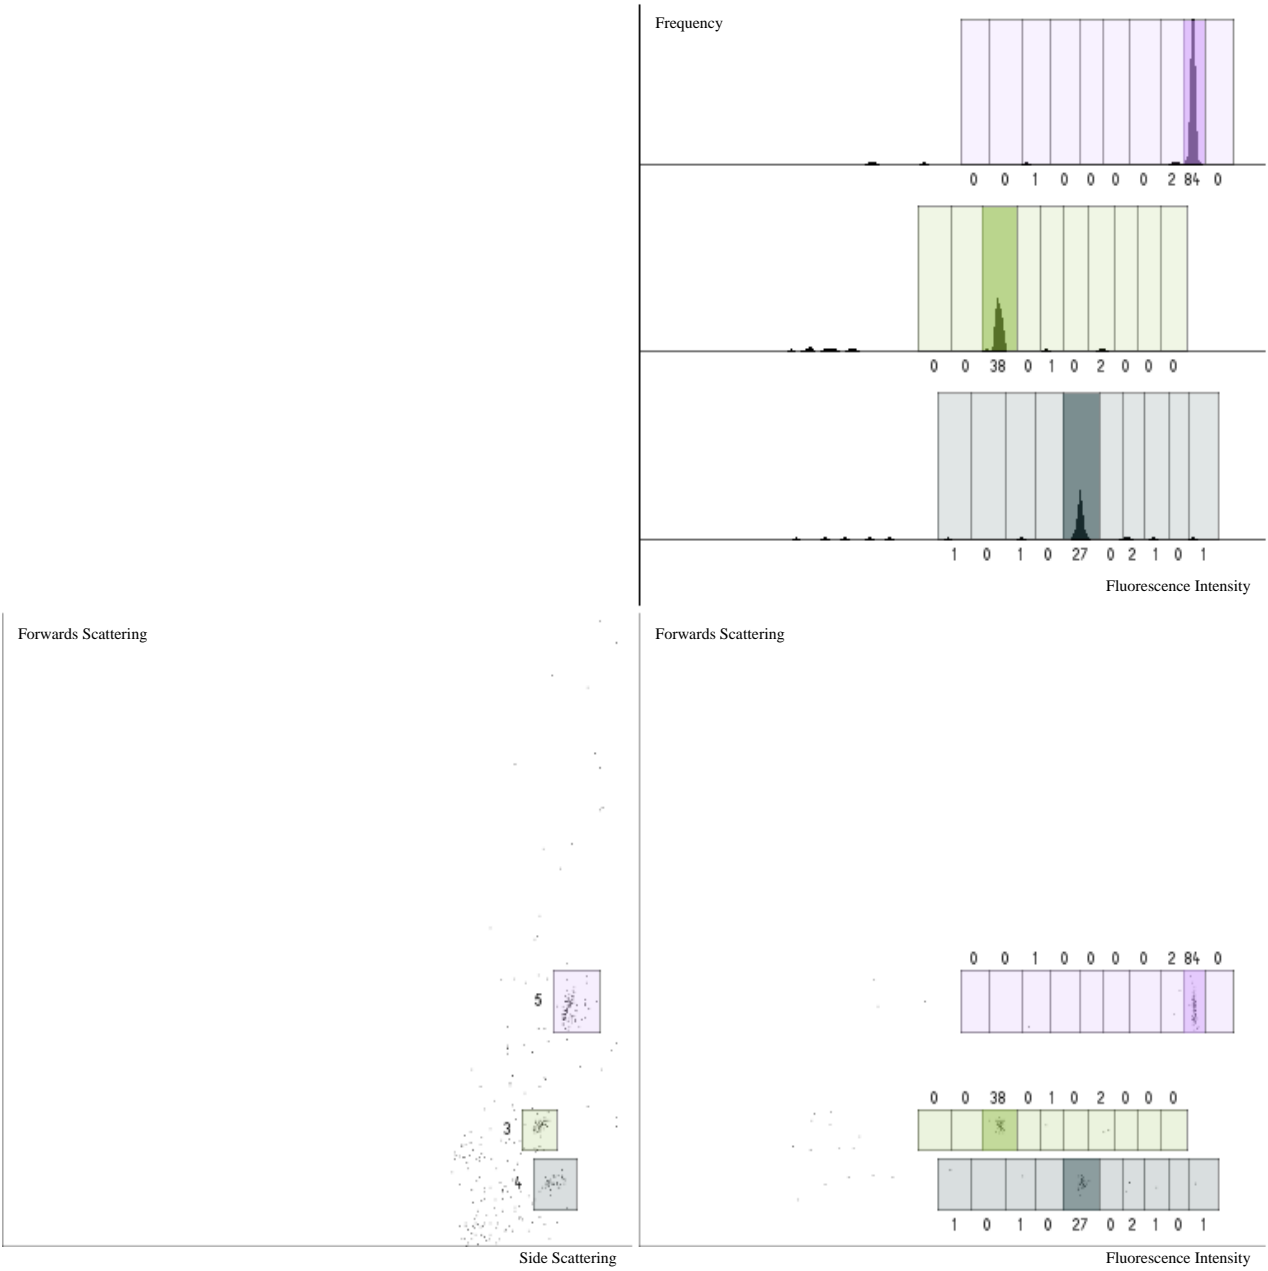 Frequency
0 0 1 0 0 0 0 2 84 0
0 0 38 0 1 0 2 0 0 0
1 0 1 0 27 0 2 1 0 1
Fluorescence Intensity
Forwards Scattering
5
3
4
Side Scattering
Forwards Scattering
0 0 1 0 0 0 0 2 84 0
0 0 38 0 1 0 2 0 0 0
1 0 1 0 27 0 2 1 0 1
Fluorescence Intensity